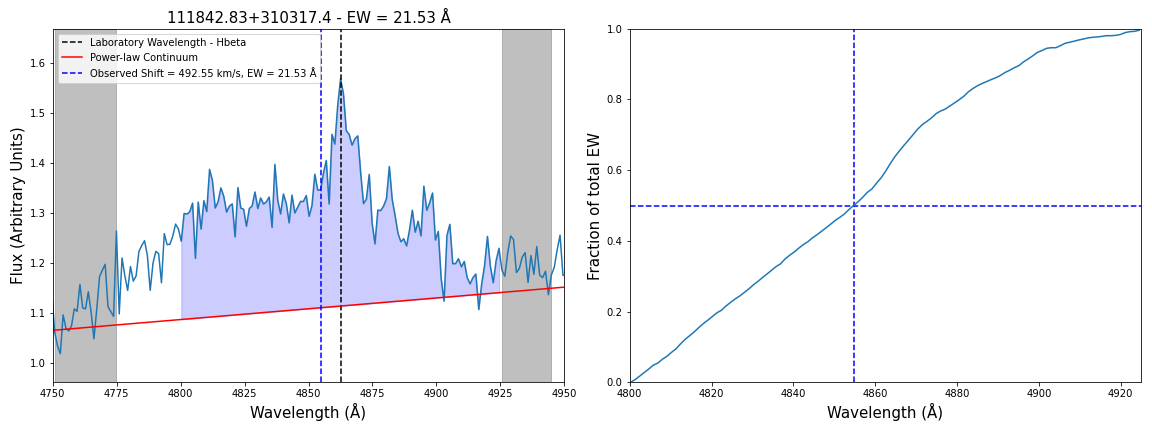 111842.83+310317.4 - EW = 21.53 Å
Laboratory Wavelength - Hbeta
Power-law Continuum
Observed Shift = 492.55 km/s, EW = 21.53 Å
Flux (Arbitrary Units)
1.6
1.5
1.4
1.3
1.2
1.1
1.0
4750 4775 4800 4825 4850 4875 4900 4925 4950
Wavelength (Å)
Fraction of total EW
1.0
0.8
0.6
0.4
0.2
0.0
4800 4820 4840 4860 4880 4900 4920
Wavelength (Å)